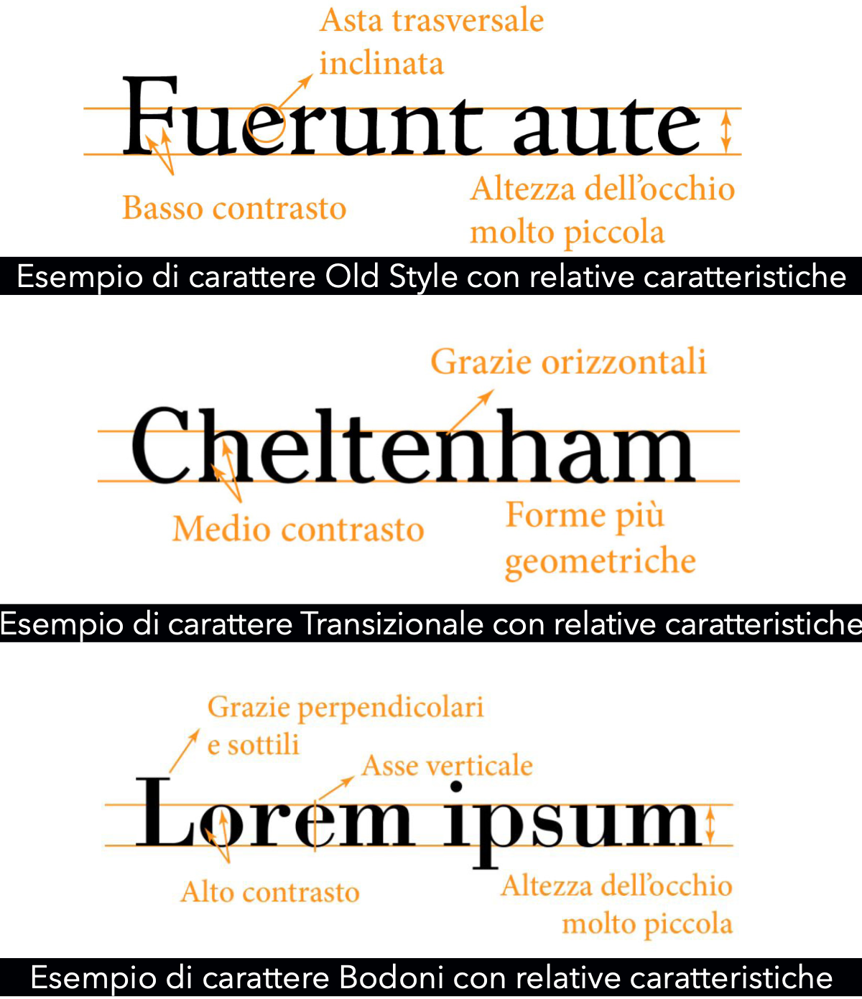 Asta trasversale
inclinata
Fuerunt aute
Basso contrasto
Altezza dell’occhio
molto piccola
Esempio di carattere Old Style con relative caratteristiche
Grazie orizzontali
Cheltenham
Medio contrasto
Forme più
geometriche
Esempio di carattere Transizionale con relative caratteristiche
Grazie perpendicolari
e sottili
Asse verticale
Lorem ipsum
Alto contrasto
Altezza dell’occhio
molto piccola
Esempio di carattere Bodoni con relative caratteristiche